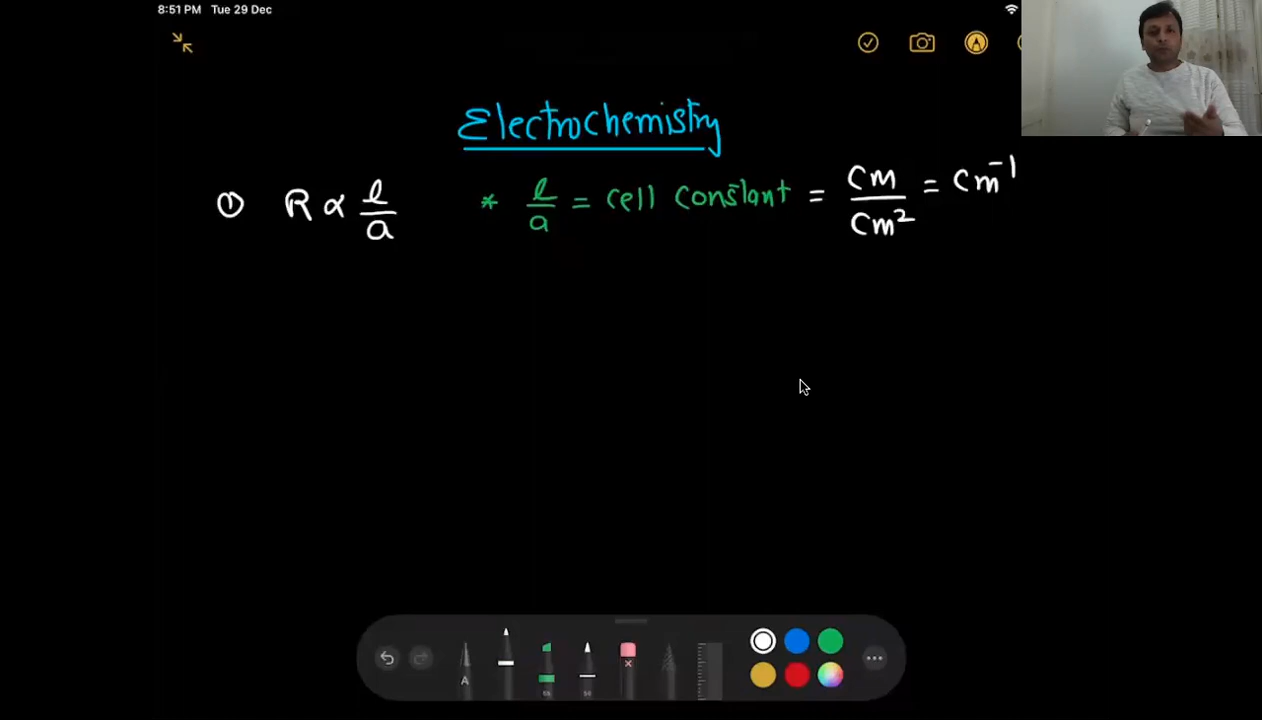 8:51 PM Tue 29 Dec
Electrochemistry
① R ∝ l/a * l/a = cell constant = cm/cm² = cm⁻¹
A